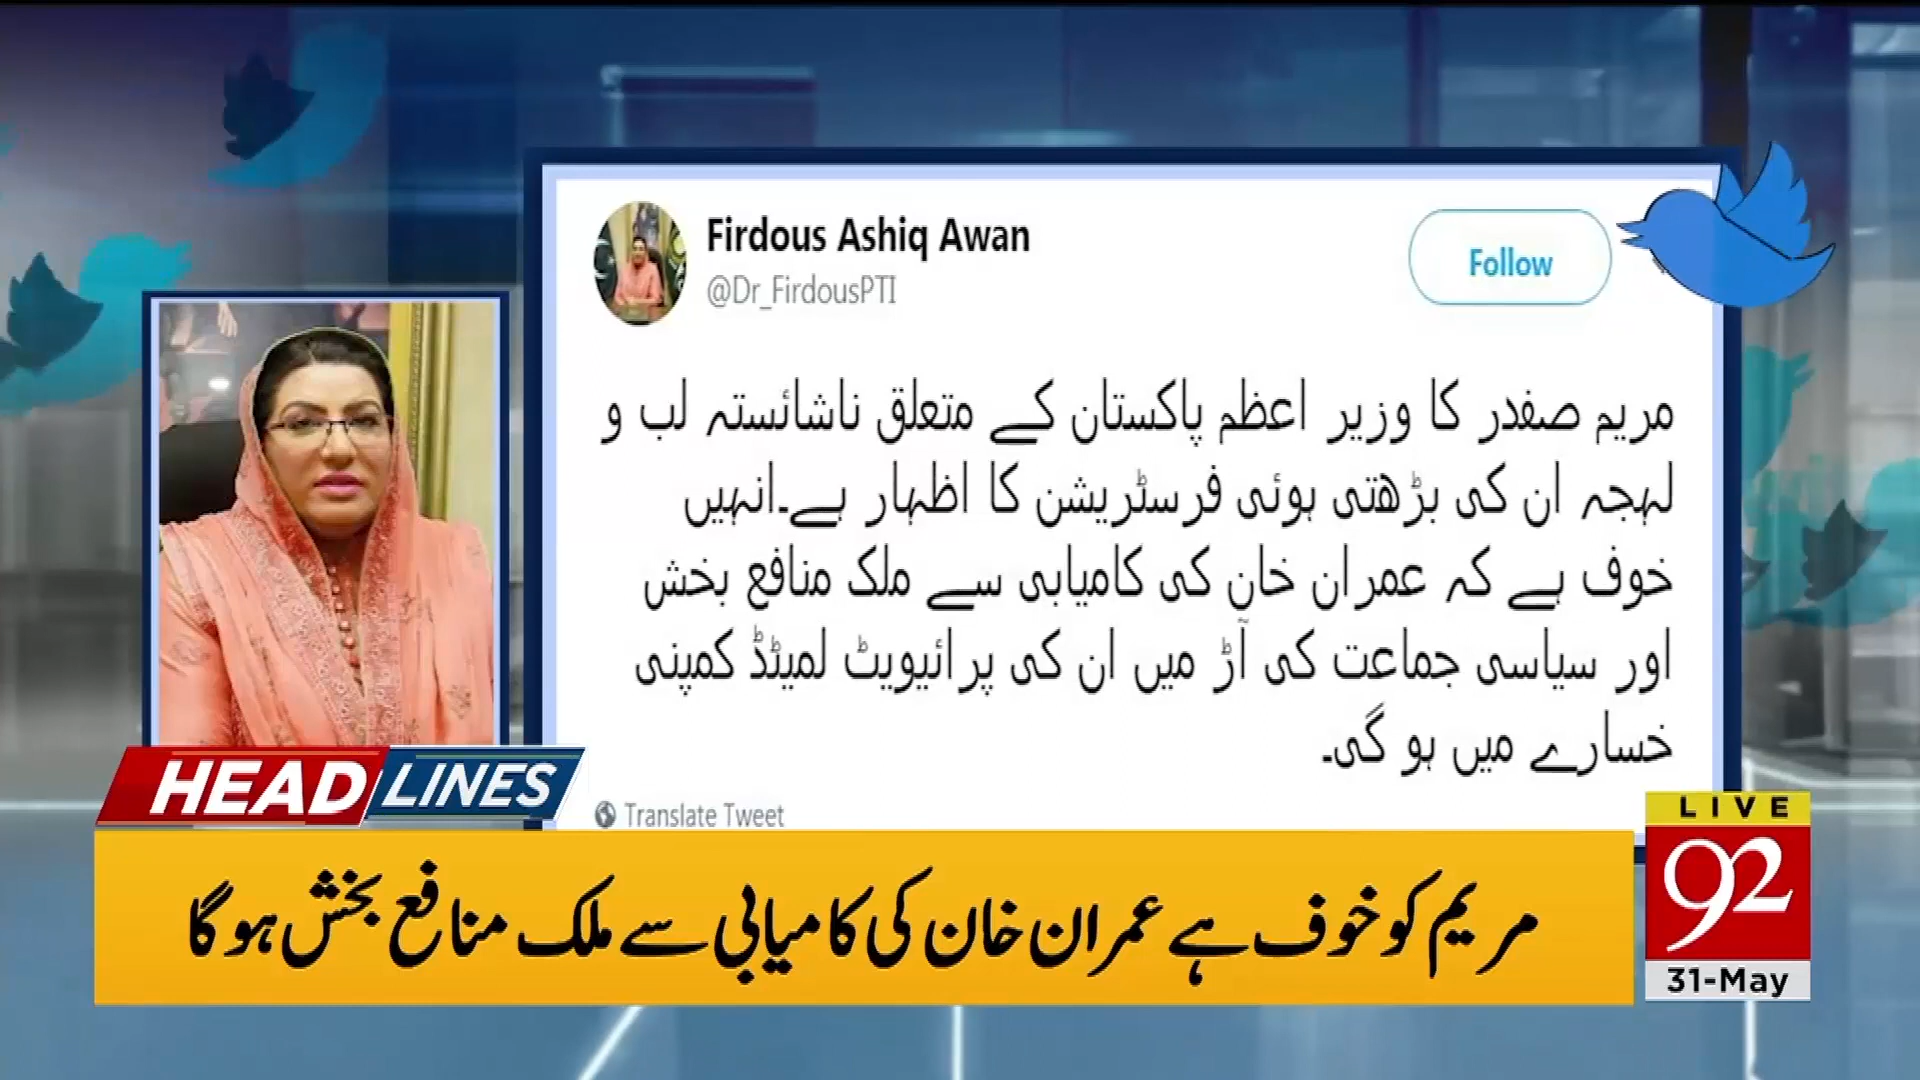 Firdous Ashiq Awan
@Dr_FirdousPTI
Follow
مریم صفدر کا وزیر اعظم پاکستان کے متعلق ناشائستہ لب و
لہجہ ان کی بڑھتی ہوئی فرسٹریشن کا اظہار ہے۔انہیں
خوف ہے کہ عمران خان کی کامیابی سے ملک منافع بخش
اور سیاسی جماعت کی آڑ میں ان کی پرائیویٹ لمیٹڈ کمپنی
خسارے میں ہو گی۔
Translate Tweet
HEADLINES
مریم کو خوف ہے عمران خان کی کامیابی سے ملک منافع بخش ہو گا
LIVE
92
31-May